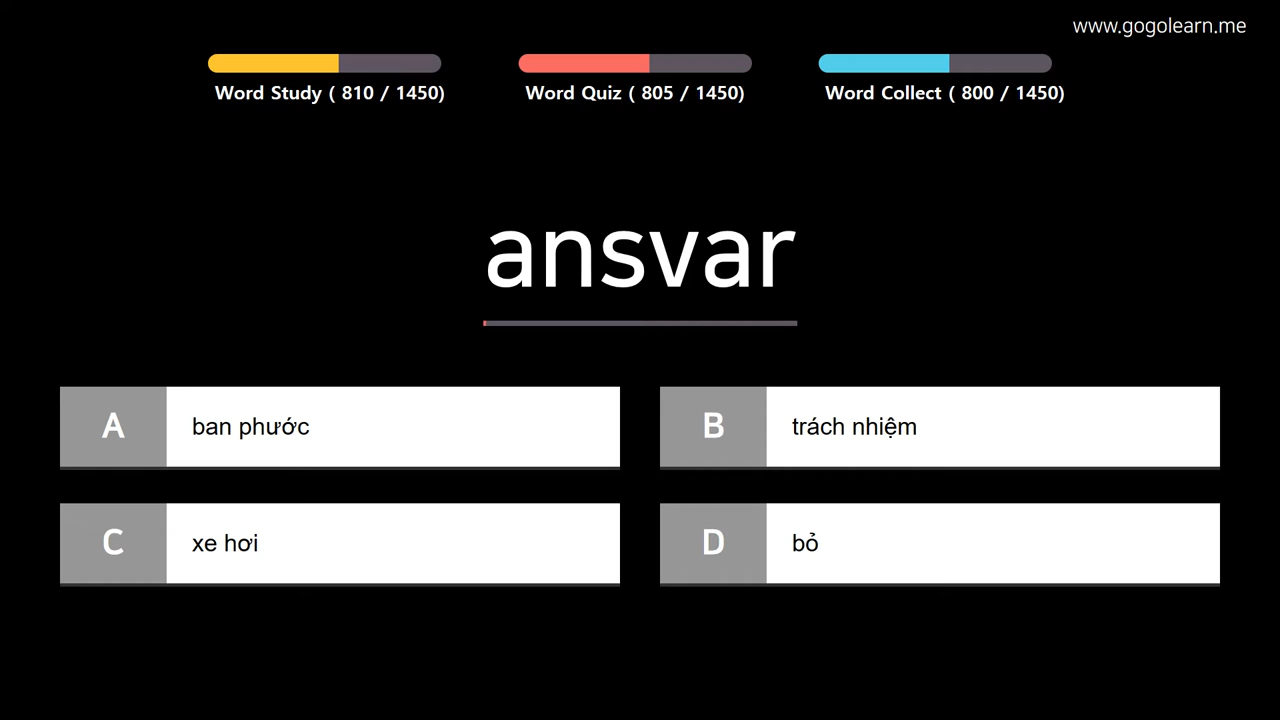 www.gogolearn.me
Word Study ( 810 / 1450)
Word Quiz ( 805 / 1450)
Word Collect ( 800 / 1450)
ansvar
A
ban phước
B
trách nhiệm
C
xe hơi
D
bỏ